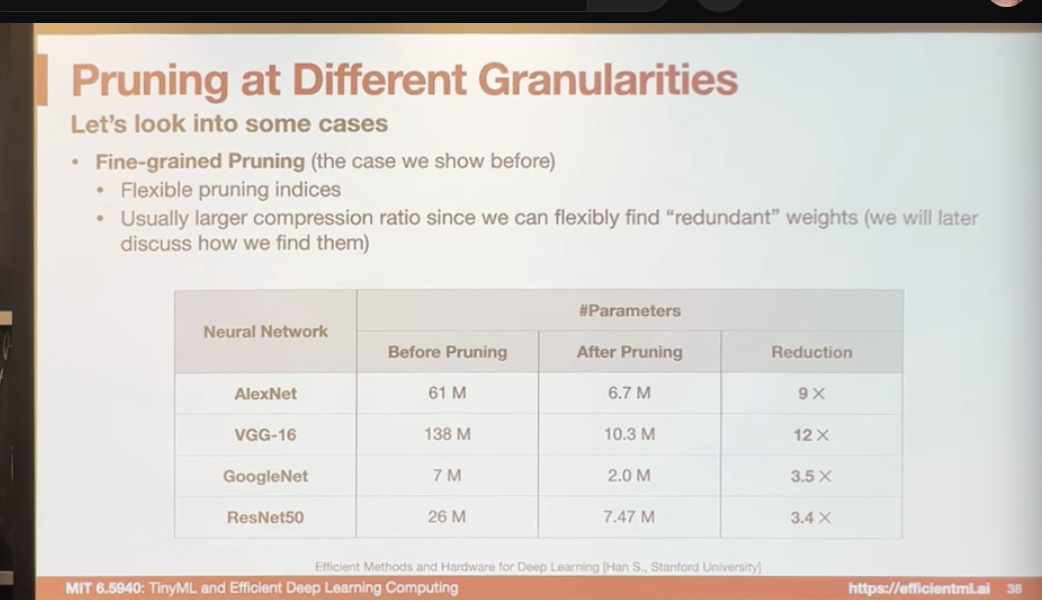 Pruning at Different Granularities
Let's look into some cases
• Fine-grained Pruning (the case we show before)
• Flexible pruning indices
• Usually larger compression ratio since we can flexibly find “redundant” weights (we will later
discuss how we find them)
Neural Network
#Parameters
Before Pruning After Pruning Reduction
AlexNet 61 M 6.7 M 9 ×
VGG-16 138 M 10.3 M 12 ×
GoogleNet 7 M 2.0 M 3.5 ×
ResNet50 26 M 7.47 M 3.4 ×
Efficient Methods and Hardware for Deep Learning [Han S., Stanford University]
MIT 6.5940: TinyML and Efficient Deep Learning Computing https://efficientml.ai 38